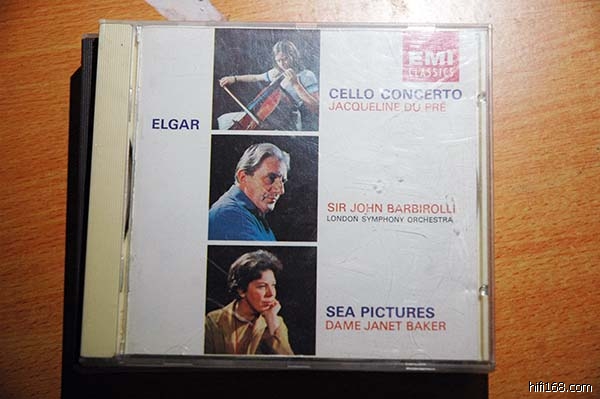 EMI
CLASSICS
ELGAR
CELLO CONCERTO
JACQUELINE DU PRÉ
SIR JOHN BARBIROLLI
LONDON SYMPHONY ORCHESTRA
SEA PICTURES
DAME JANET BAKER
hifi168.com